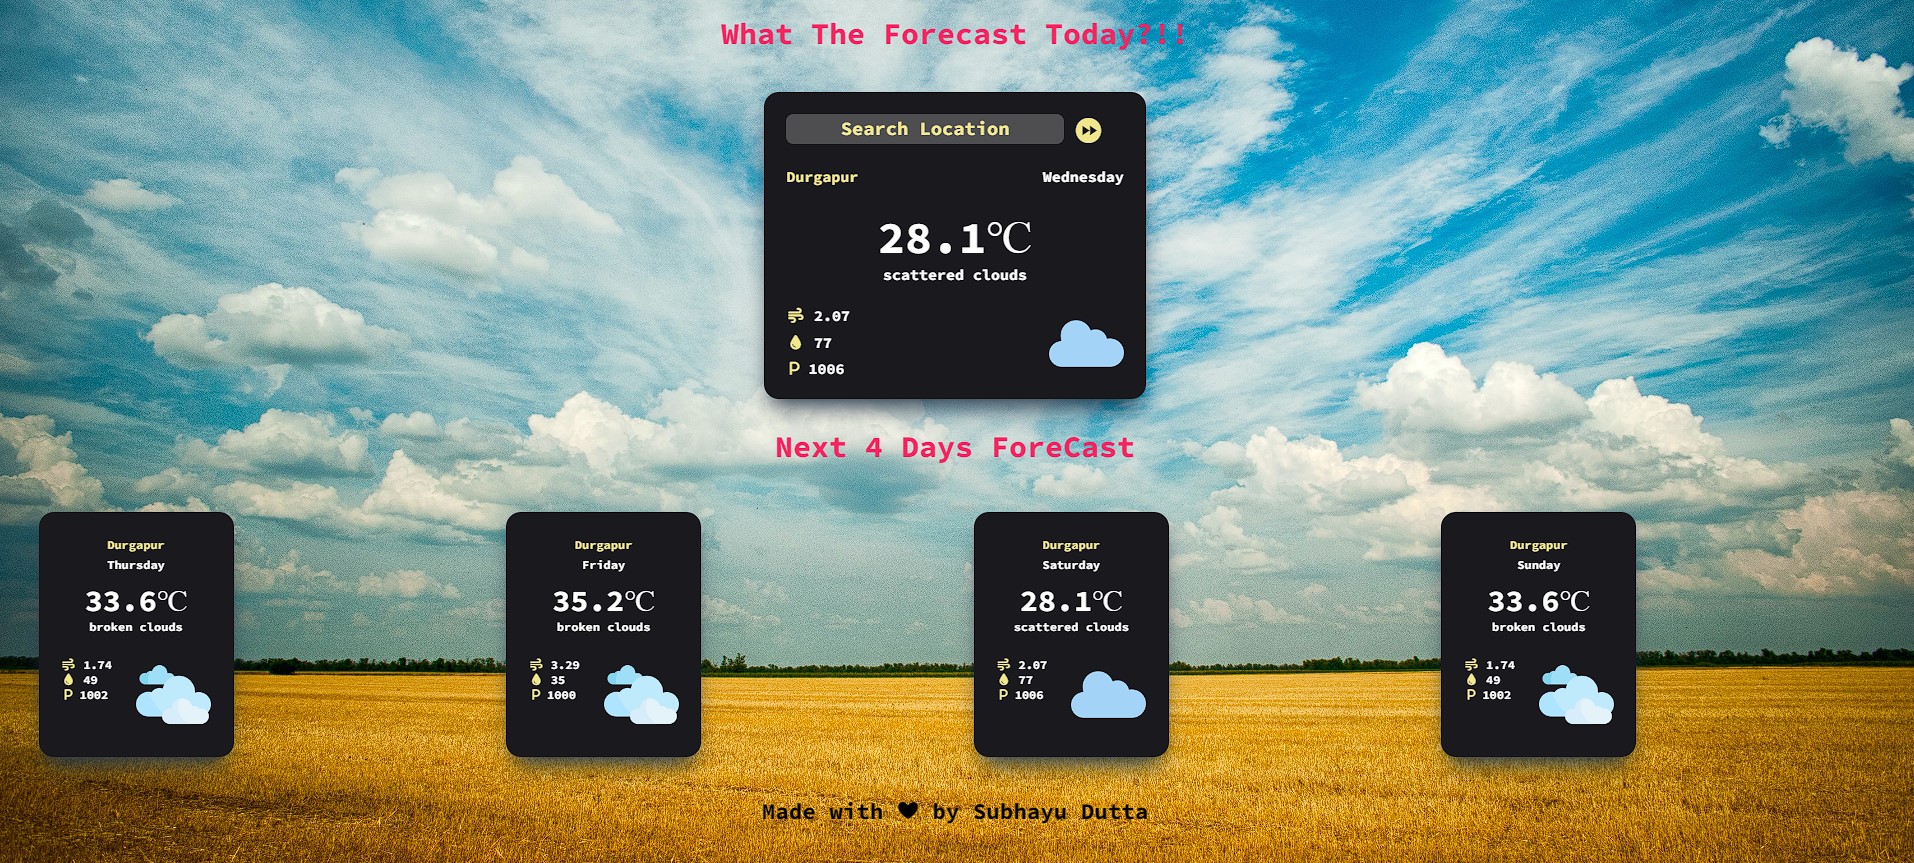 What The Forecast Today?!!
Search Location
Durgapur
Wednesday
28.1℃
scattered clouds
2.07
77
P 1006
Next 4 Days ForeCast
Durgapur
Thursday
33.6℃
broken clouds
1.74
49
P 1002
Durgapur
Friday
35.2℃
broken clouds
3.29
35
P 1000
Durgapur
Saturday
28.1℃
scattered clouds
2.07
77
P 1006
Durgapur
Sunday
33.6℃
broken clouds
1.74
49
P 1002
Made with ♥ by Subhayu Dutta